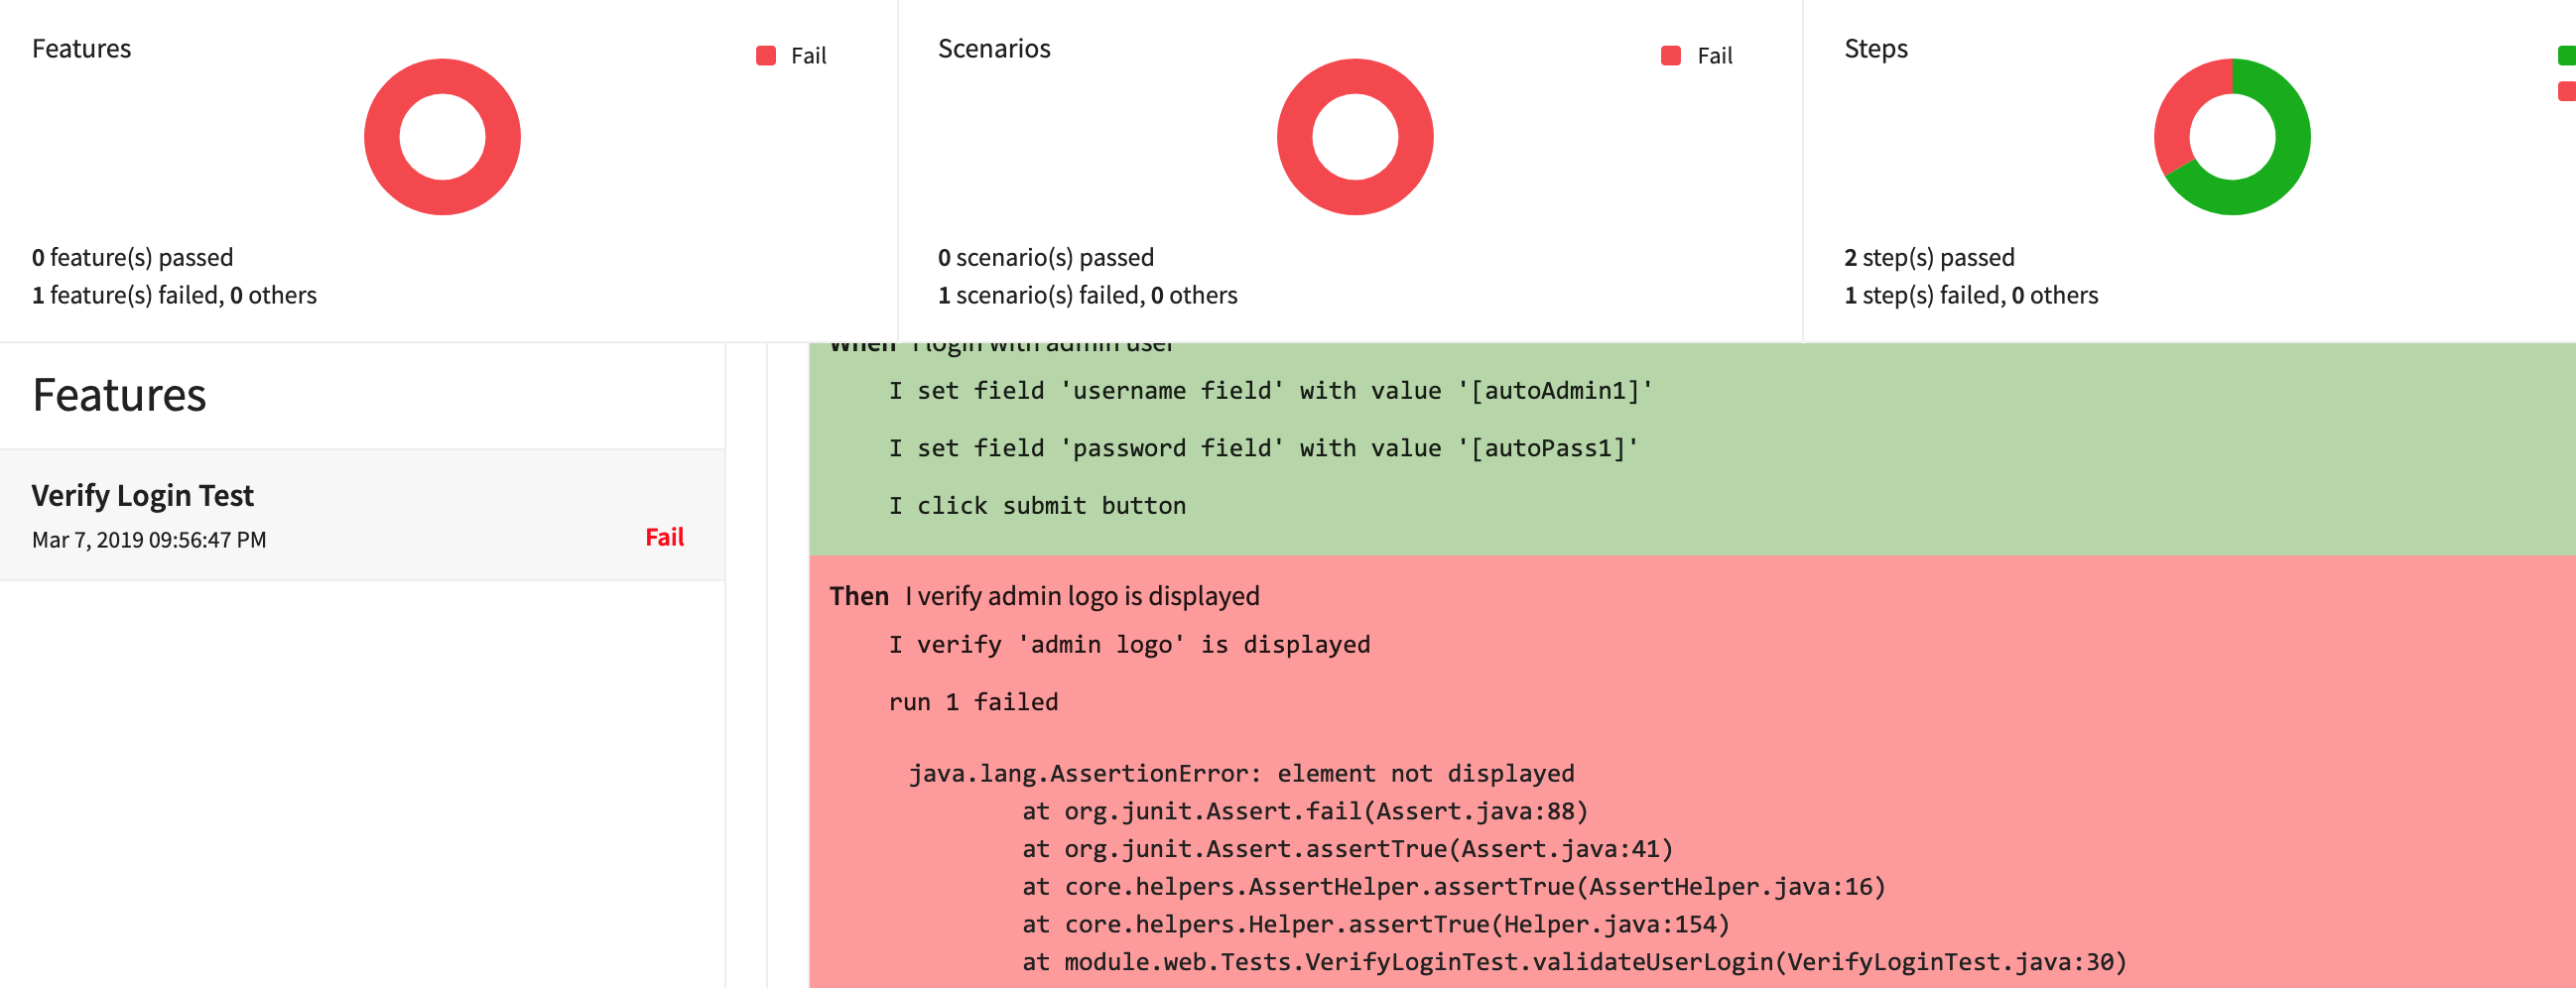 Features
Fail
0 feature(s) passed
1 feature(s) failed, 0 others
Scenarios
Fail
0 scenario(s) passed
1 scenario(s) failed, 0 others
Steps
2 step(s) passed
1 step(s) failed, 0 others
Features
Verify Login Test
Mar 7, 2019 09:56:47 PM
Fail
When I login with admin user
I set field 'username field' with value '[autoAdmin1]'
I set field 'password field' with value '[autoPass1]'
I click submit button
Then I verify admin logo is displayed
I verify 'admin logo' is displayed
run 1 failed
java.lang.AssertionError: element not displayed
at org.junit.Assert.fail(Assert.java:88)
at org.junit.Assert.assertTrue(Assert.java:41)
at core.helpers.AssertHelper.assertTrue(AssertHelper.java:16)
at core.helpers.Helper.assertTrue(Helper.java:154)
at module.web.Tests.VerifyLoginTest.validateUserLogin(VerifyLoginTest.java:30)